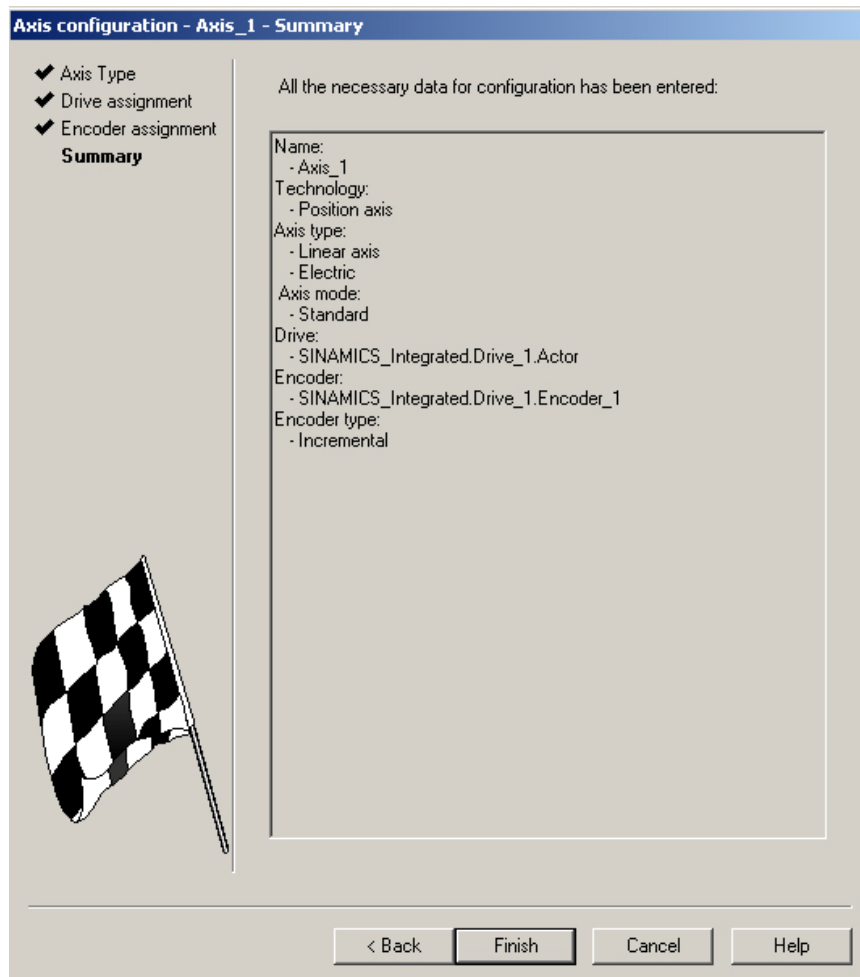 Axis configuration - Axis_1 - Summary
Axis Type
Drive assignment
Encoder assignment
Summary
All the necessary data for configuration has been entered:
Name:
- Axis_1
Technology:
- Position axis
Axis type:
- Linear axis
- Electric
Axis mode:
- Standard
Drive:
- SINAMICS_Integrated.Drive_1.Actor
Encoder:
- SINAMICS_Integrated.Drive_1.Encoder_1
Encoder type:
- Incremental
< Back
Finish
Cancel
Help